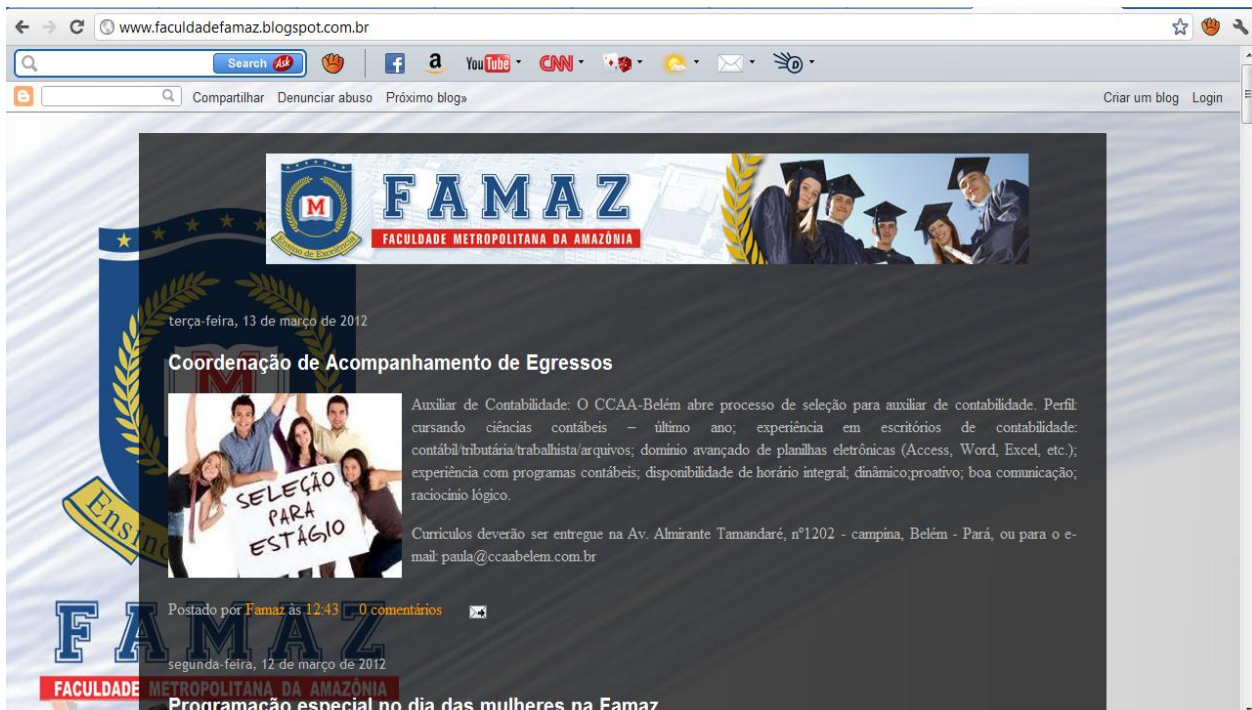 www.faculdadefamaz.blogspot.com.br
Search Ask a YouTube CNN
Compartilhar Denunciar abuso Próximo blog» Criar um blog Login
M
Ensino de Excelência
FAMAZ
FACULDADE METROPOLITANA DA AMAZÔNIA
terça-feira, 13 de março de 2012
Coordenação de Acompanhamento de Egressos
M
SELEÇÃO
PARA
ESTÁGIO
Auxiliar de Contabilidade: O CCAA-Belém abre processo de seleção para auxiliar de contabilidade. Perfil:
cursando ciências contábeis – último ano; experiência em escritórios de contabilidade:
contábil/tributária/trabalhista/arquivos; domínio avançado de planilhas eletrônicas (Access, Word, Excel, etc.);
experiência com programas contábeis; disponibilidade de horário integral; dinâmico;proativo; boa comunicação;
raciocínio lógico.
Curriculos deverão ser entregue na Av. Almirante Tamandaré, nº1202 - campina, Belém - Pará, ou para o e-
mail: paula@ccaabelem.com.br
Ensino
Postado por Famaz às 12:43 0 comentários
FAMAZ
segunda-feira, 12 de março de 2012
FACULDADE METROPOLITANA DA AMAZÔNIA
Programação especial no dia das mulheres na Famaz